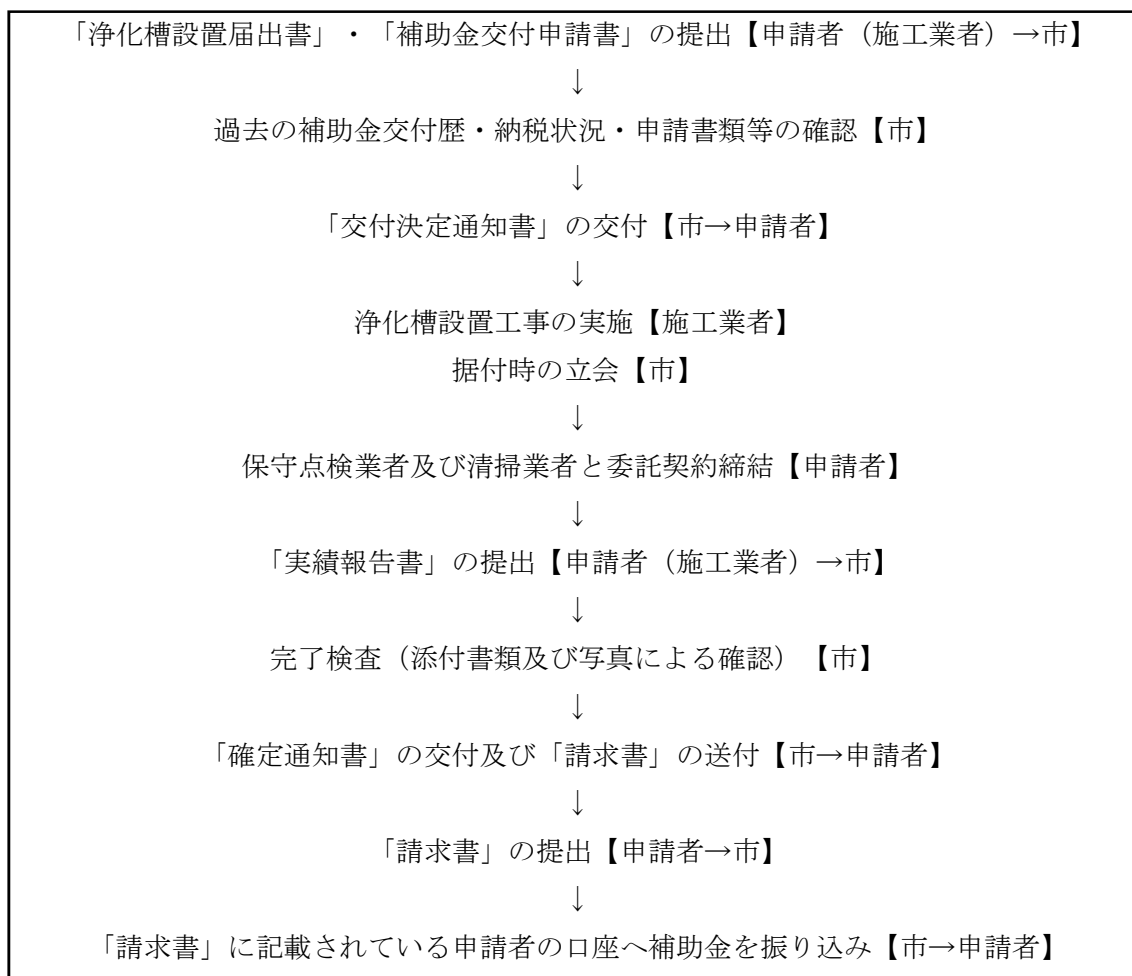 「浄化槽設置届出書」・「補助金交付申請書」の提出【申請者（施工業者）→市】
↓
過去の補助金交付歴・納税状況・申請書類等の確認【市】
↓
「交付決定通知書」の交付【市→申請者】
↓
浄化槽設置工事の実施【施工業者】
据付時の立会【市】
↓
保守点検業者及び清掃業者と委託契約締結【申請者】
↓
「実績報告書」の提出【申請者（施工業者）→市】
↓
完了検査（添付書類及び写真による確認）【市】
↓
「確定通知書」の交付及び「請求書」の送付【市→申請者】
↓
「請求書」の提出【申請者→市】
↓
「請求書」に記載されている申請者の口座へ補助金を振り込み【市→申請者】